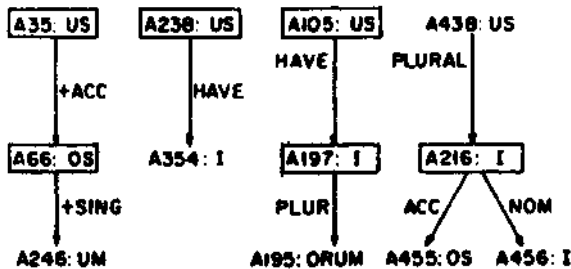 A35: US A238: US A105: US A438: US
+ACC HAVE HAVE PLURAL
A66: OS A354: I A197: I A216: I
+SING PLUR ACC NOM
A246: UM A195: ORUM A455: OS A456: I